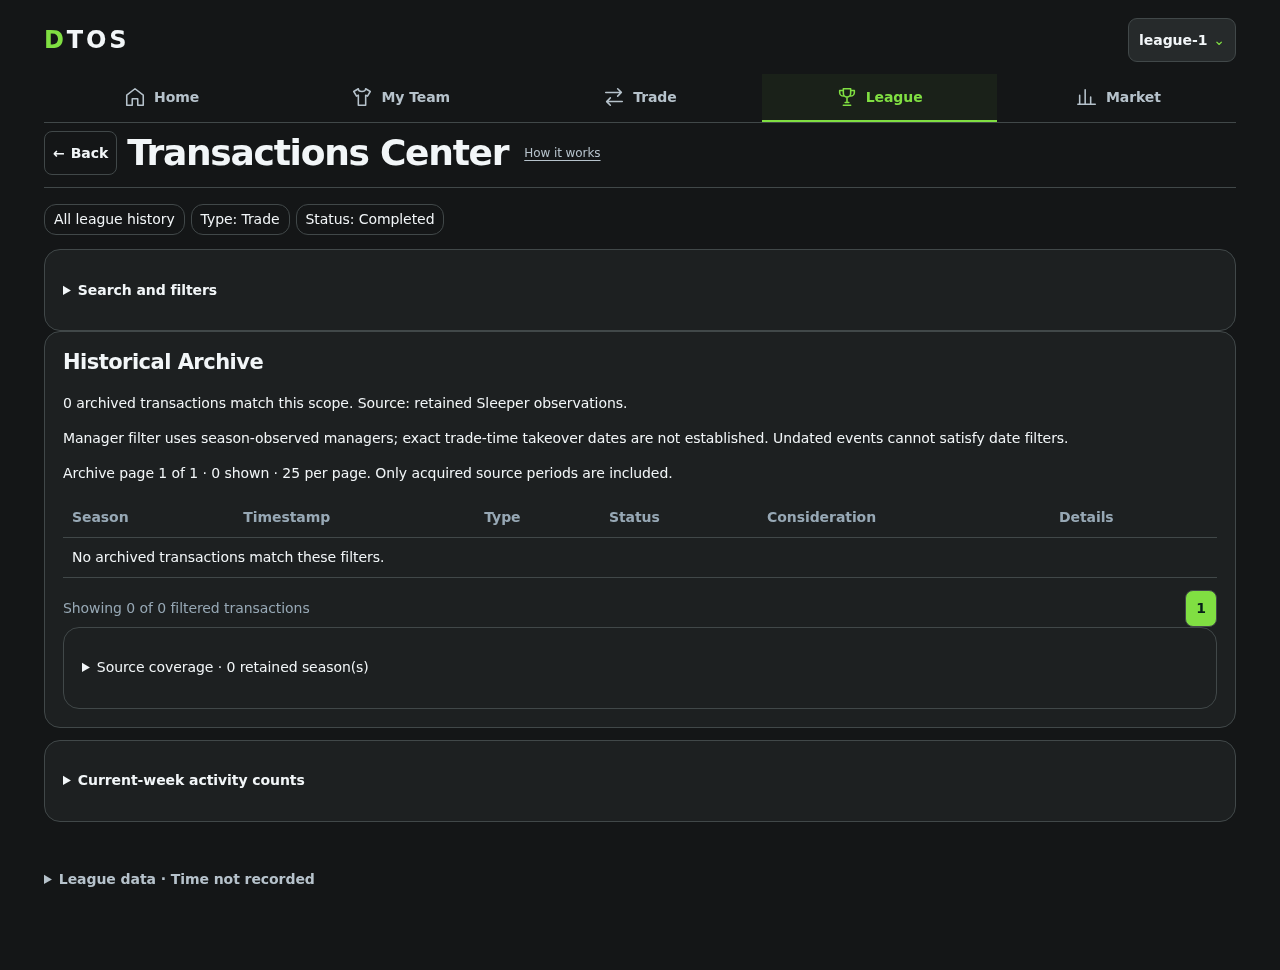 DTOS
league-1
Home
My Team
Trade
League
Market
← Back
Transactions Center
How it works
All league history
Type: Trade
Status: Completed
Search and filters
Historical Archive
0 archived transactions match this scope. Source: retained Sleeper observations.
Manager filter uses season-observed managers; exact trade-time takeover dates are not established. Undated events cannot satisfy date filters.
Archive page 1 of 1 · 0 shown · 25 per page. Only acquired source periods are included.
Season Timestamp Type Status Consideration Details
No archived transactions match these filters.
Showing 0 of 0 filtered transactions
1
Source coverage · 0 retained season(s)
Current-week activity counts
League data · Time not recorded